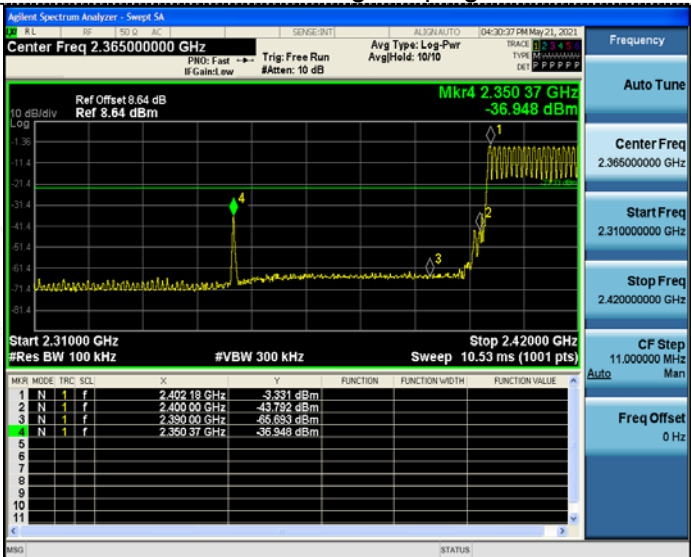 Agilent Spectrum Analyzer - Swept SA
RL RF 50 Ω AC SENSE:INT ALIGN AUTO 04:30:37 PM May 21, 2021
Center Freq 2.365000000 GHz
PNO: Fast
IFGain:Low
Trig: Free Run
#Atten: 10 dB
Avg Type: Log-Pwr
Avg|Hold: 10/10
TRACE 1 2 3 4 5 6
TYPE M WWWWW
DET P P P P P P
Ref Offset 8.64 dB
10 dB/div Ref 8.64 dBm
Log
Mkr4 2.350 37 GHz
-36.948 dBm
-1.36
-11.4
-21.4
-31.4
-41.4
-51.4
-61.4
-71.4
-81.4
1
2
3
4
Start 2.31000 GHz Stop 2.42000 GHz
#Res BW 100 kHz #VBW 300 kHz Sweep 10.53 ms (1001 pts)
MKR MODE TRC SCL X Y FUNCTION FUNCTION WIDTH FUNCTION VALUE
1 N 1 f 2.402 18 GHz -3.331 dBm
2 N 1 f 2.400 00 GHz -43.792 dBm
3 N 1 f 2.390 00 GHz -65.693 dBm
4 N 1 f 2.350 37 GHz -36.948 dBm
5
6
7
8
9
10
11
MSG STATUS
Frequency
Auto Tune
Center Freq
2.365000000 GHz
Start Freq
2.310000000 GHz
Stop Freq
2.420000000 GHz
CF Step
11.000000 MHz
Auto Man
Freq Offset
0 Hz